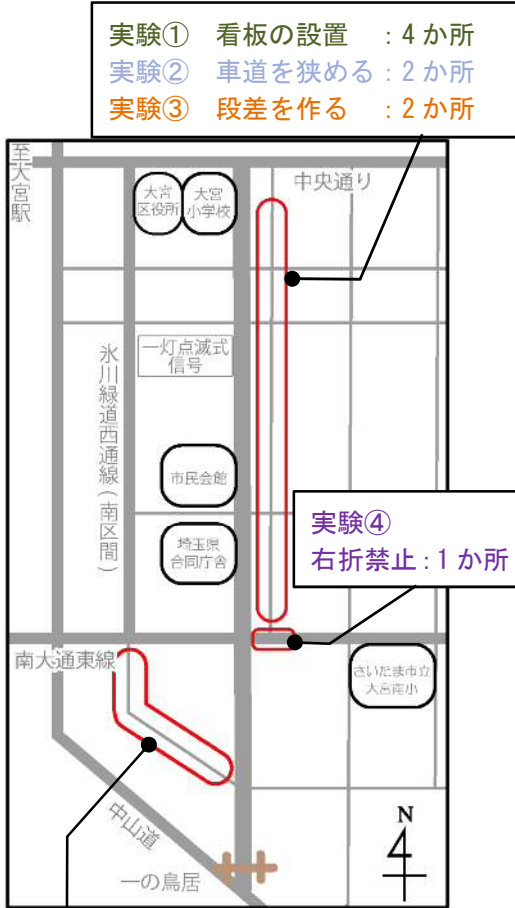 実験① 看板の設置 :4か所
実験② 車道を狭める:2か所
実験③ 段差を作る :2か所
至大宮駅
大宮
区役所
大宮
小学校
中央通り
一灯点滅式
信号
氷川緑道西通線(南区間)
市民会館
埼玉県
合同庁舎
実験④
右折禁止:1か所
南大通東線
さいたま市立
大宮南小
中山道
一の鳥居
N